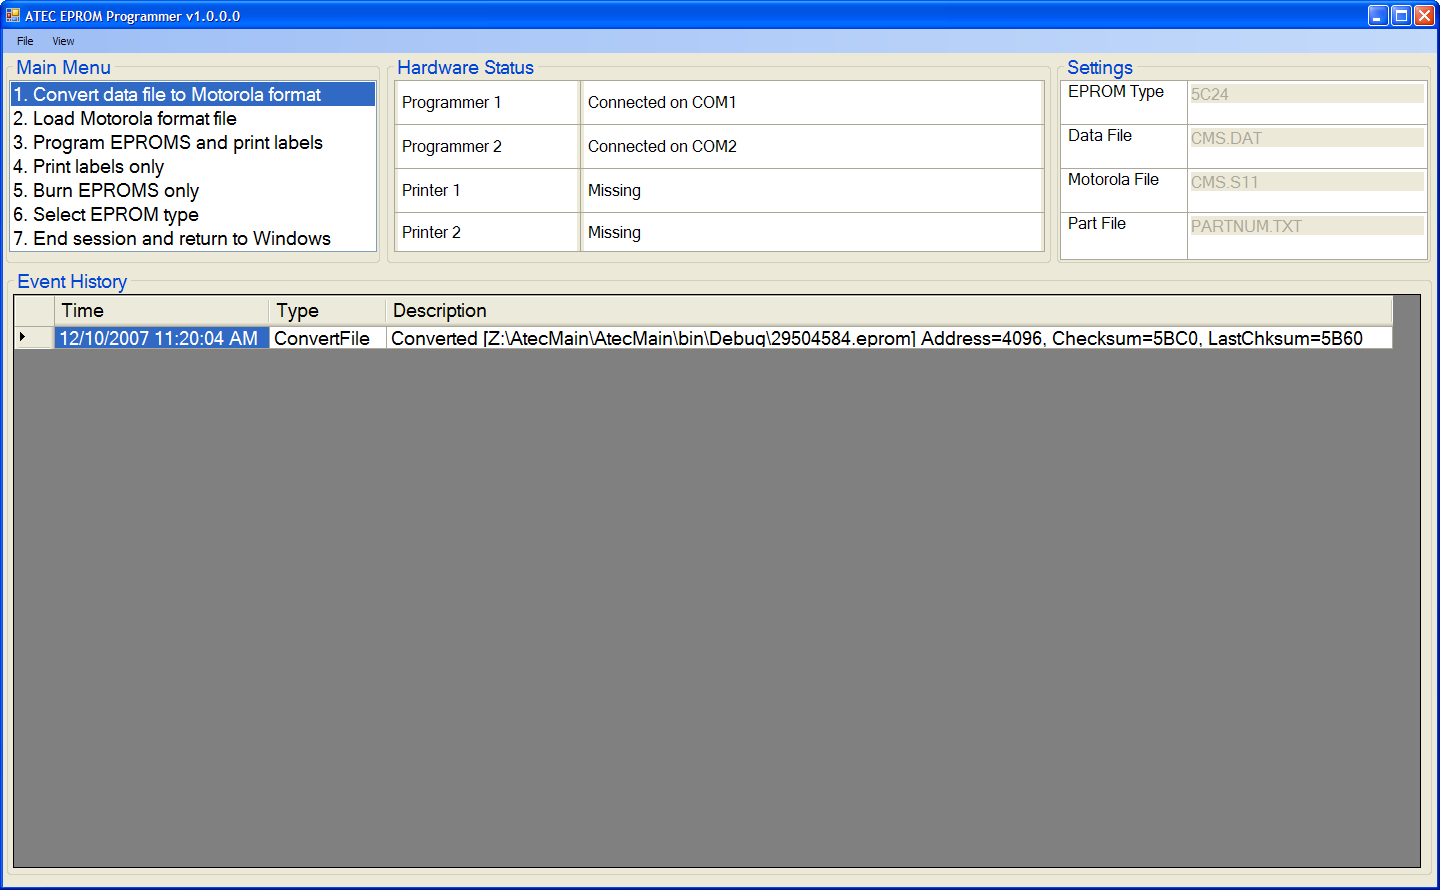 ATEC EPROM Programmer v1.0.0.0
File View
Main Menu
1. Convert data file to Motorola format
2. Load Motorola format file
3. Program EPROMS and print labels
4. Print labels only
5. Burn EPROMS only
6. Select EPROM type
7. End session and return to Windows
Hardware Status
Programmer 1 Connected on COM1
Programmer 2 Connected on COM2
Printer 1 Missing
Printer 2 Missing
Settings
EPROM Type 5C24
Data File CMS.DAT
Motorola File CMS.S11
Part File PARTNUM.TXT
Event History
Time Type Description
12/10/2007 11:20:04 AM ConvertFile Converted [Z:\AtecMain\AtecMain\bin\Debug\29504584.eprom] Address=4096, Checksum=5BC0, LastChksum=5B60